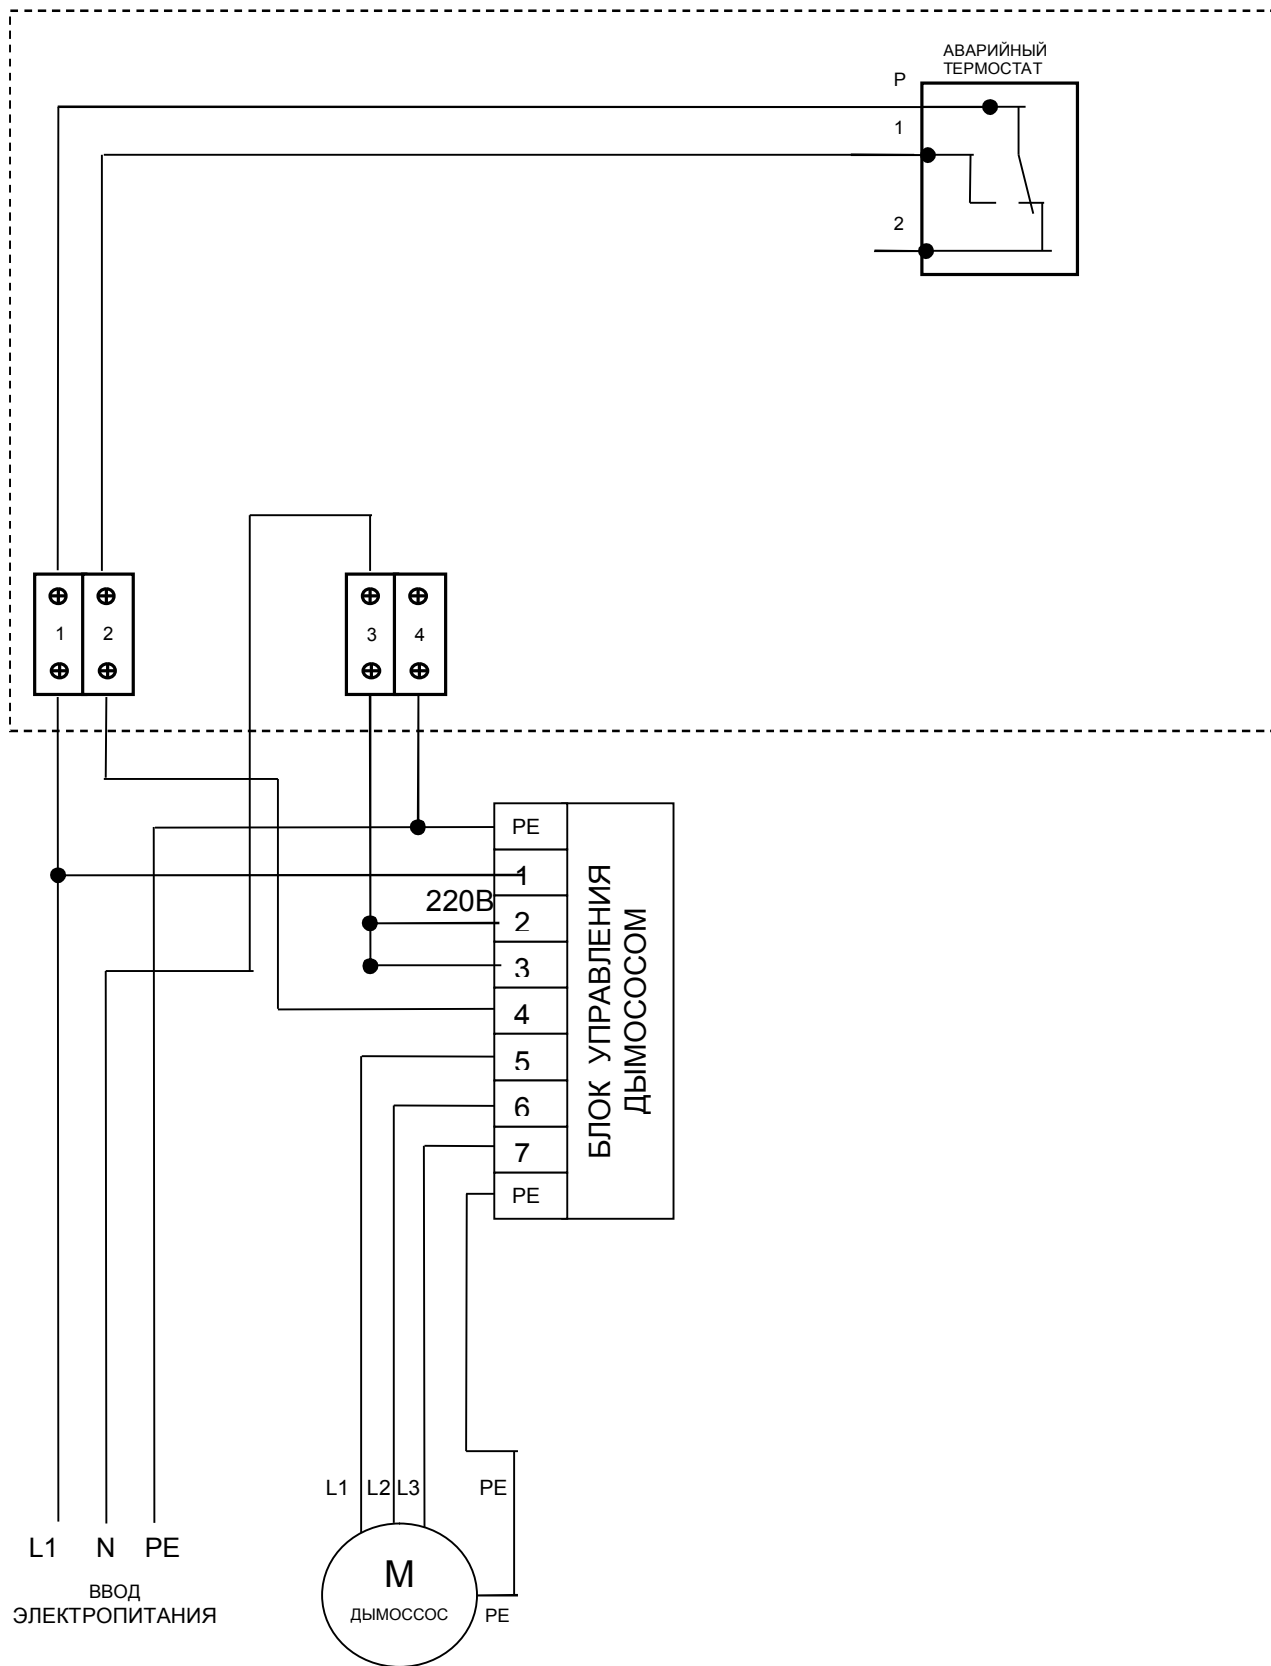 АВАРИЙНЫЙ
ТЕРМОСТАТ
P
1
2
1 2 3 4
PE
1
220В
2
3
4
5
6
7
PE
БЛОК УПРАВЛЕНИЯ
ДЫМОСОСОМ
L1 L2 L3 PE
L1 N PE
ВВОД
ЭЛЕКТРОПИТАНИЯ
M
ДЫМОССОС
PE